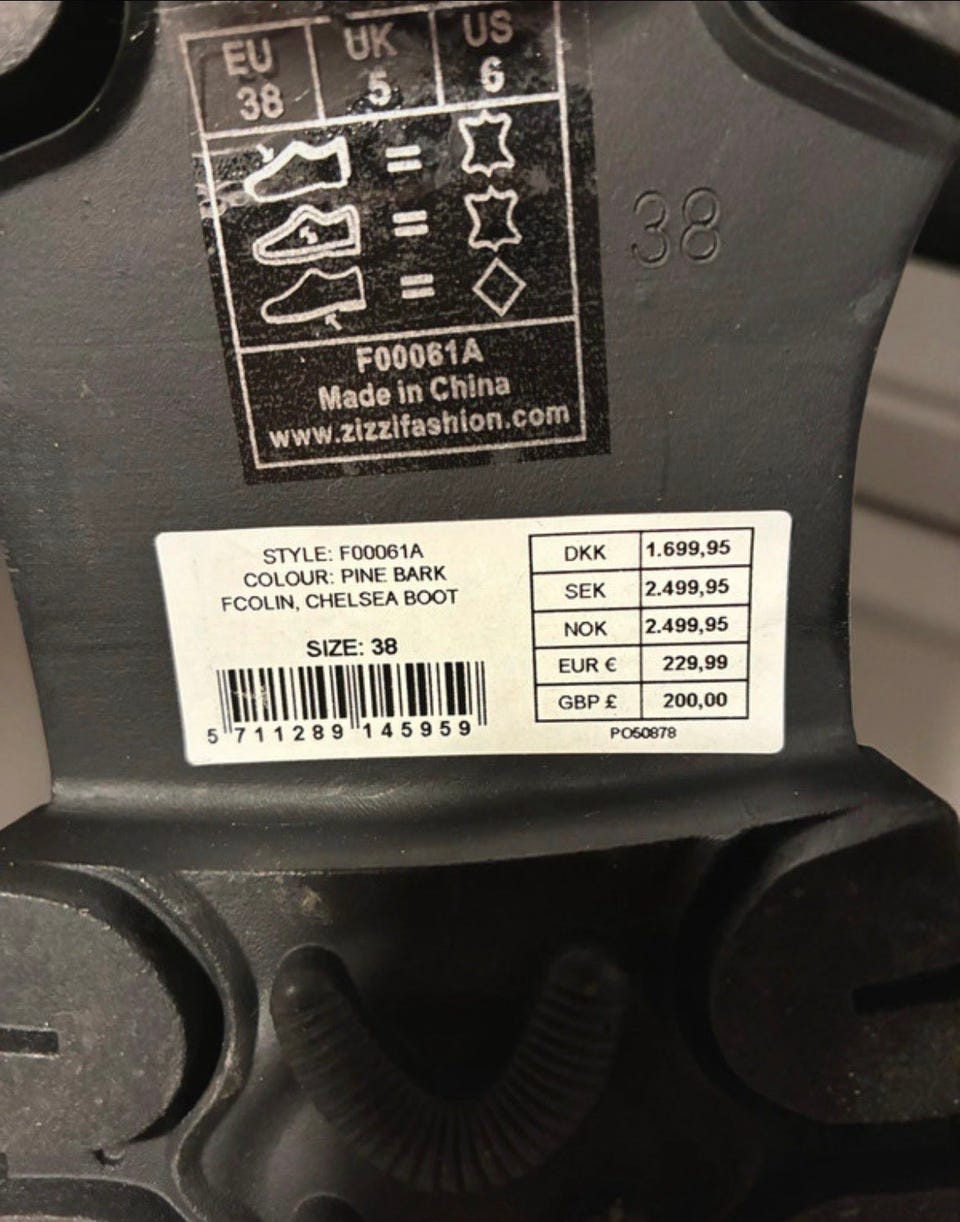 EU UK US
38 5 6
= 
=
=
38
F00061A
Made in China
www.zizzifashion.com
STYLE: F00061A
COLOUR: PINE BARK
FCOLIN, CHELSEA BOOT
SIZE: 38
5 711289 145959
DKK 1.699,95
SEK 2.499,95
NOK 2.499,95
EUR € 229,99
GBP £ 200,00
PO50878